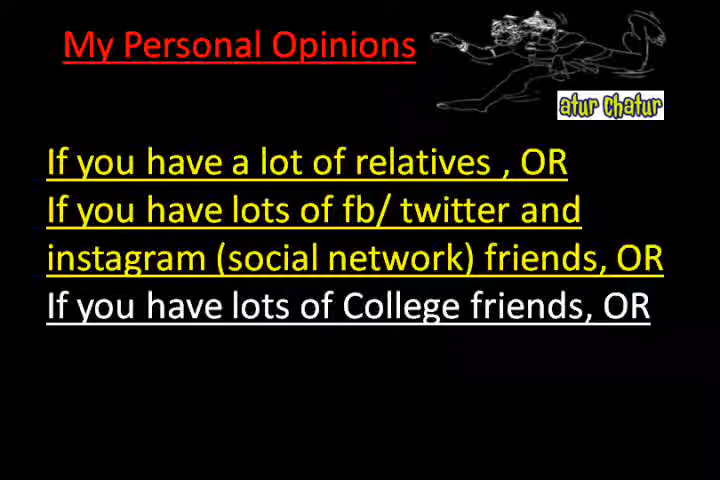 My Personal Opinions
atur chatur
If you have a lot of relatives , OR
If you have lots of fb/ twitter and
instagram (social network) friends, OR
If you have lots of College friends, OR